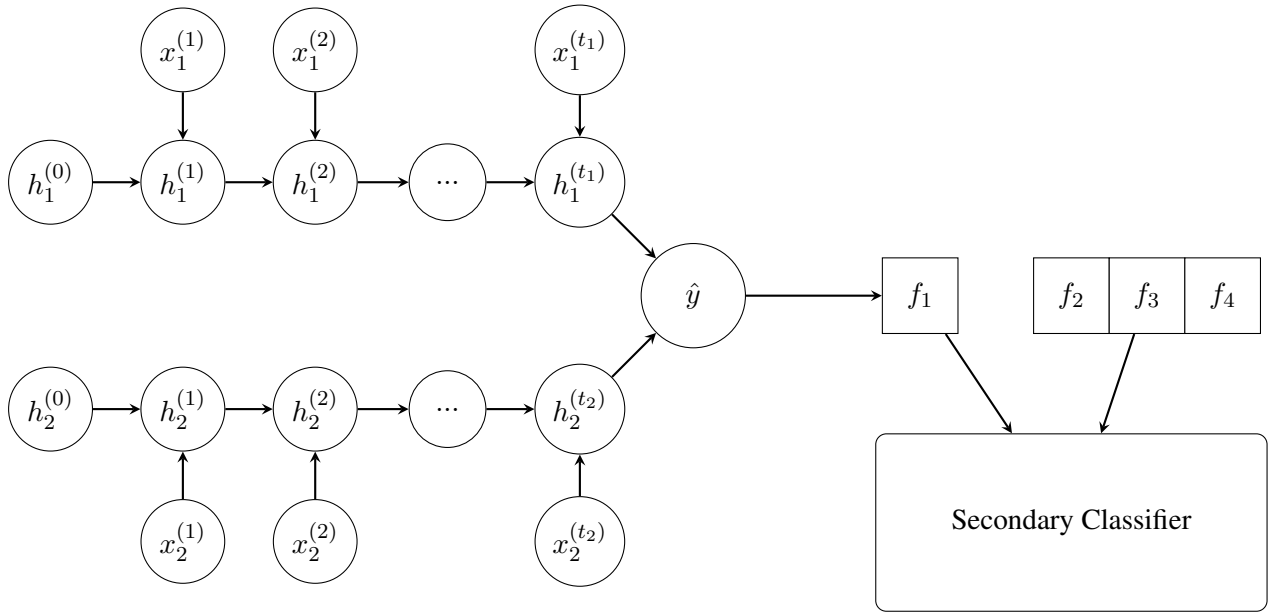 x_1^{(1)} x_1^{(2)} x_1^{(t_1)}
h_1^{(0)} h_1^{(1)} h_1^{(2)} ... h_1^{(t_1)}
ŷ f_1 f_2 f_3 f_4
h_2^{(0)} h_2^{(1)} h_2^{(2)} ... h_2^{(t_2)}
Secondary Classifier
x_2^{(1)} x_2^{(2)} x_2^{(t_2)}